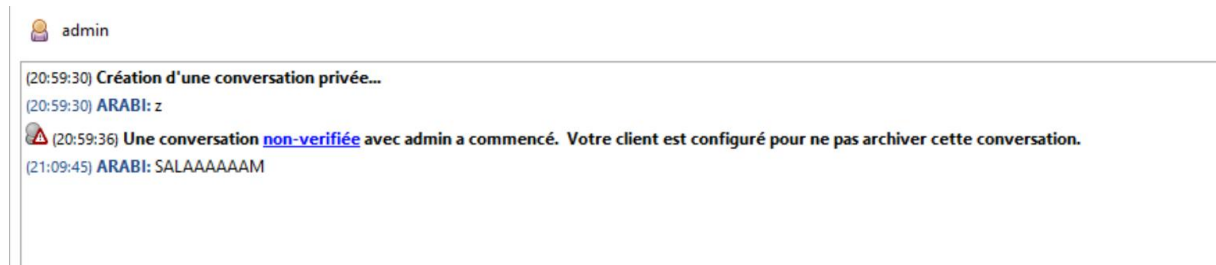 admin
(20:59:30) Création d'une conversation privée...
(20:59:30) ARABI: z
(20:59:36) Une conversation non-verifiée avec admin a commencé.  Votre client est configuré pour ne pas archiver cette conversation.
(21:09:45) ARABI: SALAAAAAAM